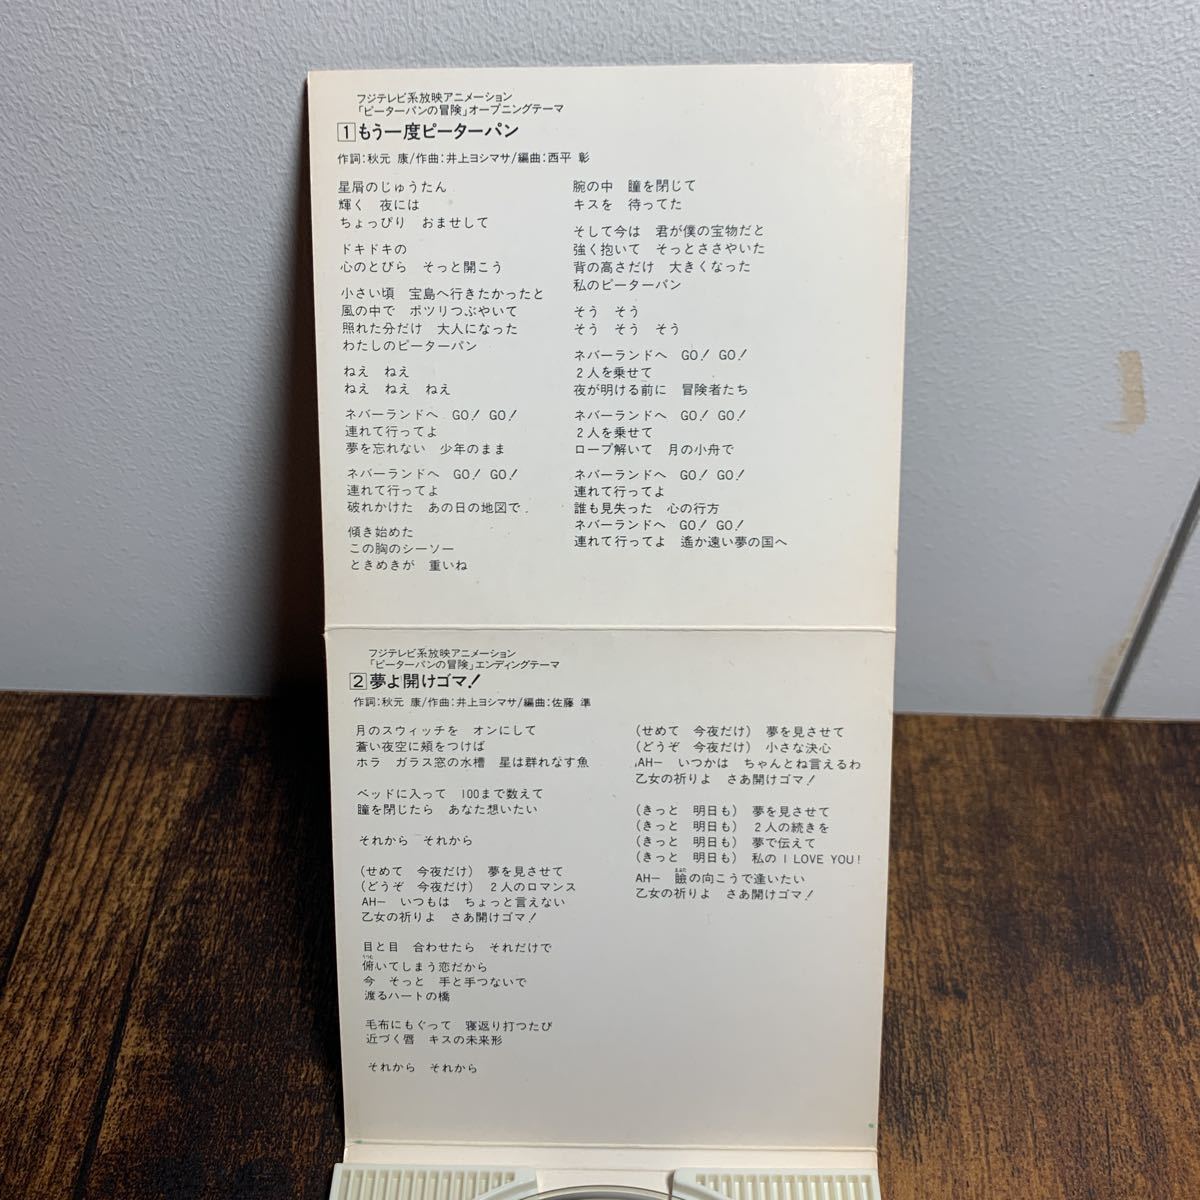 フジテレビ系放映アニメーション
「ピーターパンの冒険」オープニングテーマ
1 もう一度ピーターパン
作詞:秋元 康/作曲:井上ヨシマサ/編曲:西平 彰
星屑のじゅうたん
輝く 夜には
ちょっぴり おませして
ドキドキの
心のとびら そっと開こう
小さい頃 宝島へ行きたかったと
風の中で ポツリつぶやいて
照れた分だけ 大人になった
わたしのピーターパン
ねえ ねえ
ねえ ねえ ねえ
ネバーランドへ GO! GO!
連れて行ってよ
夢を忘れない 少年のまま
ネバーランドへ GO! GO!
連れて行ってよ
破れかけた あの日の地図で
傾き始めた
この胸のシーソー
ときめきが 重いね
腕の中 瞳を閉じて
キスを 待ってた
そして今は 君が僕の宝物だと
強く抱いて そっとささやいた
背の高さだけ 大きくなった
私のピーターパン
そう そう
そう そう そう
ネバーランドへ GO! GO!
2人を乗せて
夜が明ける前に 冒険者たち
ネバーランドへ GO! GO!
2人を乗せて
ロープ解いて 月の小舟で
ネバーランドへ GO! GO!
連れて行ってよ
誰も見失った 心の行方
ネバーランドへ GO! GO!
連れて行ってよ 遙か遠い夢の国へ
フジテレビ系放映アニメーション
「ピーターパンの冒険」エンディングテーマ
2 夢よ開けゴマ!
作詞:秋元 康/作曲:井上ヨシマサ/編曲:佐藤 準
月のスウィッチを オンにして
蒼い夜空に頬をつけば
ホラ ガラス窓の水槽 星は群れなす魚
ベッドに入って 100まで数えて
瞳を閉じたら あなた想いたい
それから それから
(せめて 今夜だけ) 夢を見させて
(どうぞ 今夜だけ) 2人のロマンス
AHー いつもは ちょっと言えない
乙女の祈りよ さあ開けゴマ!
目と目 合わせたら それだけで
俯いてしまう恋だから
今 そっと 手と手つないで
渡るハートの橋
毛布にもぐって 寝返り打つたび
近づく唇 キスの未来形
それから それから
(せめて 今夜だけ) 夢を見させて
(どうぞ 今夜だけ) 小さな決心
AHー いつかは ちゃんとね言えるわ
乙女の祈りよ さあ開けゴマ!
(きっと 明日も) 夢を見させて
(きっと 明日も) 2人の続きを
(きっと 明日も) 夢で伝えて
(きっと 明日も) 私の I LOVE YOU!
AHー 瞼の向こうで逢いたい
乙女の祈りよ さあ開けゴマ!